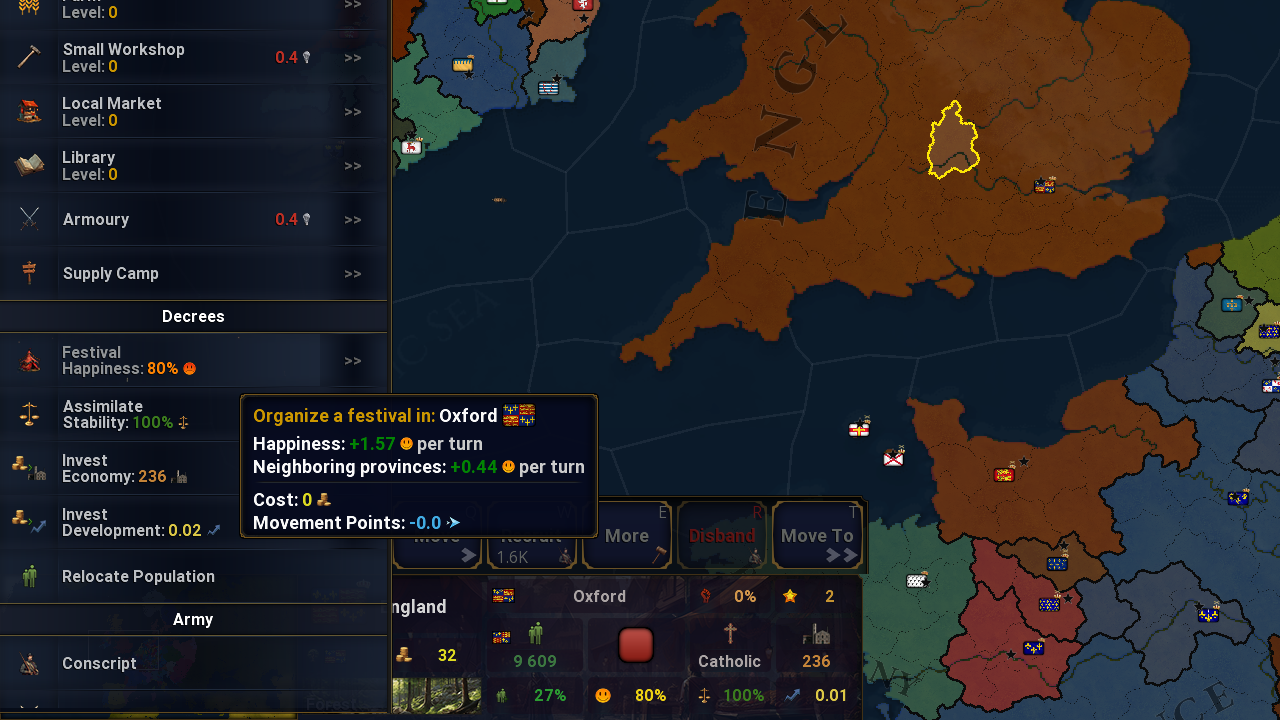 Level: 0
Small Workshop
Level: 0
0.4
>>
Local Market
Level: 0
>>
Library
Level: 0
>>
Armoury
0.4
>>
Supply Camp
>>
Decrees
Festival
Happiness: 80%
>>
Assimilate
Stability: 100%
Invest
Economy: 236
Invest
Development: 0.02
Relocate Population
Army
Conscript
Organize a festival in: Oxford
Happiness: +1.57 per turn
Neighboring provinces: +0.44 per turn
Cost: 0
Movement Points: -0.0
Move
Recruit
1.6K
E
More
R
Disband
T
Move To
ngland
Oxford
0%
2
32
9 609
Catholic
236
27%
80%
100%
0.01
ENGL
C SEA